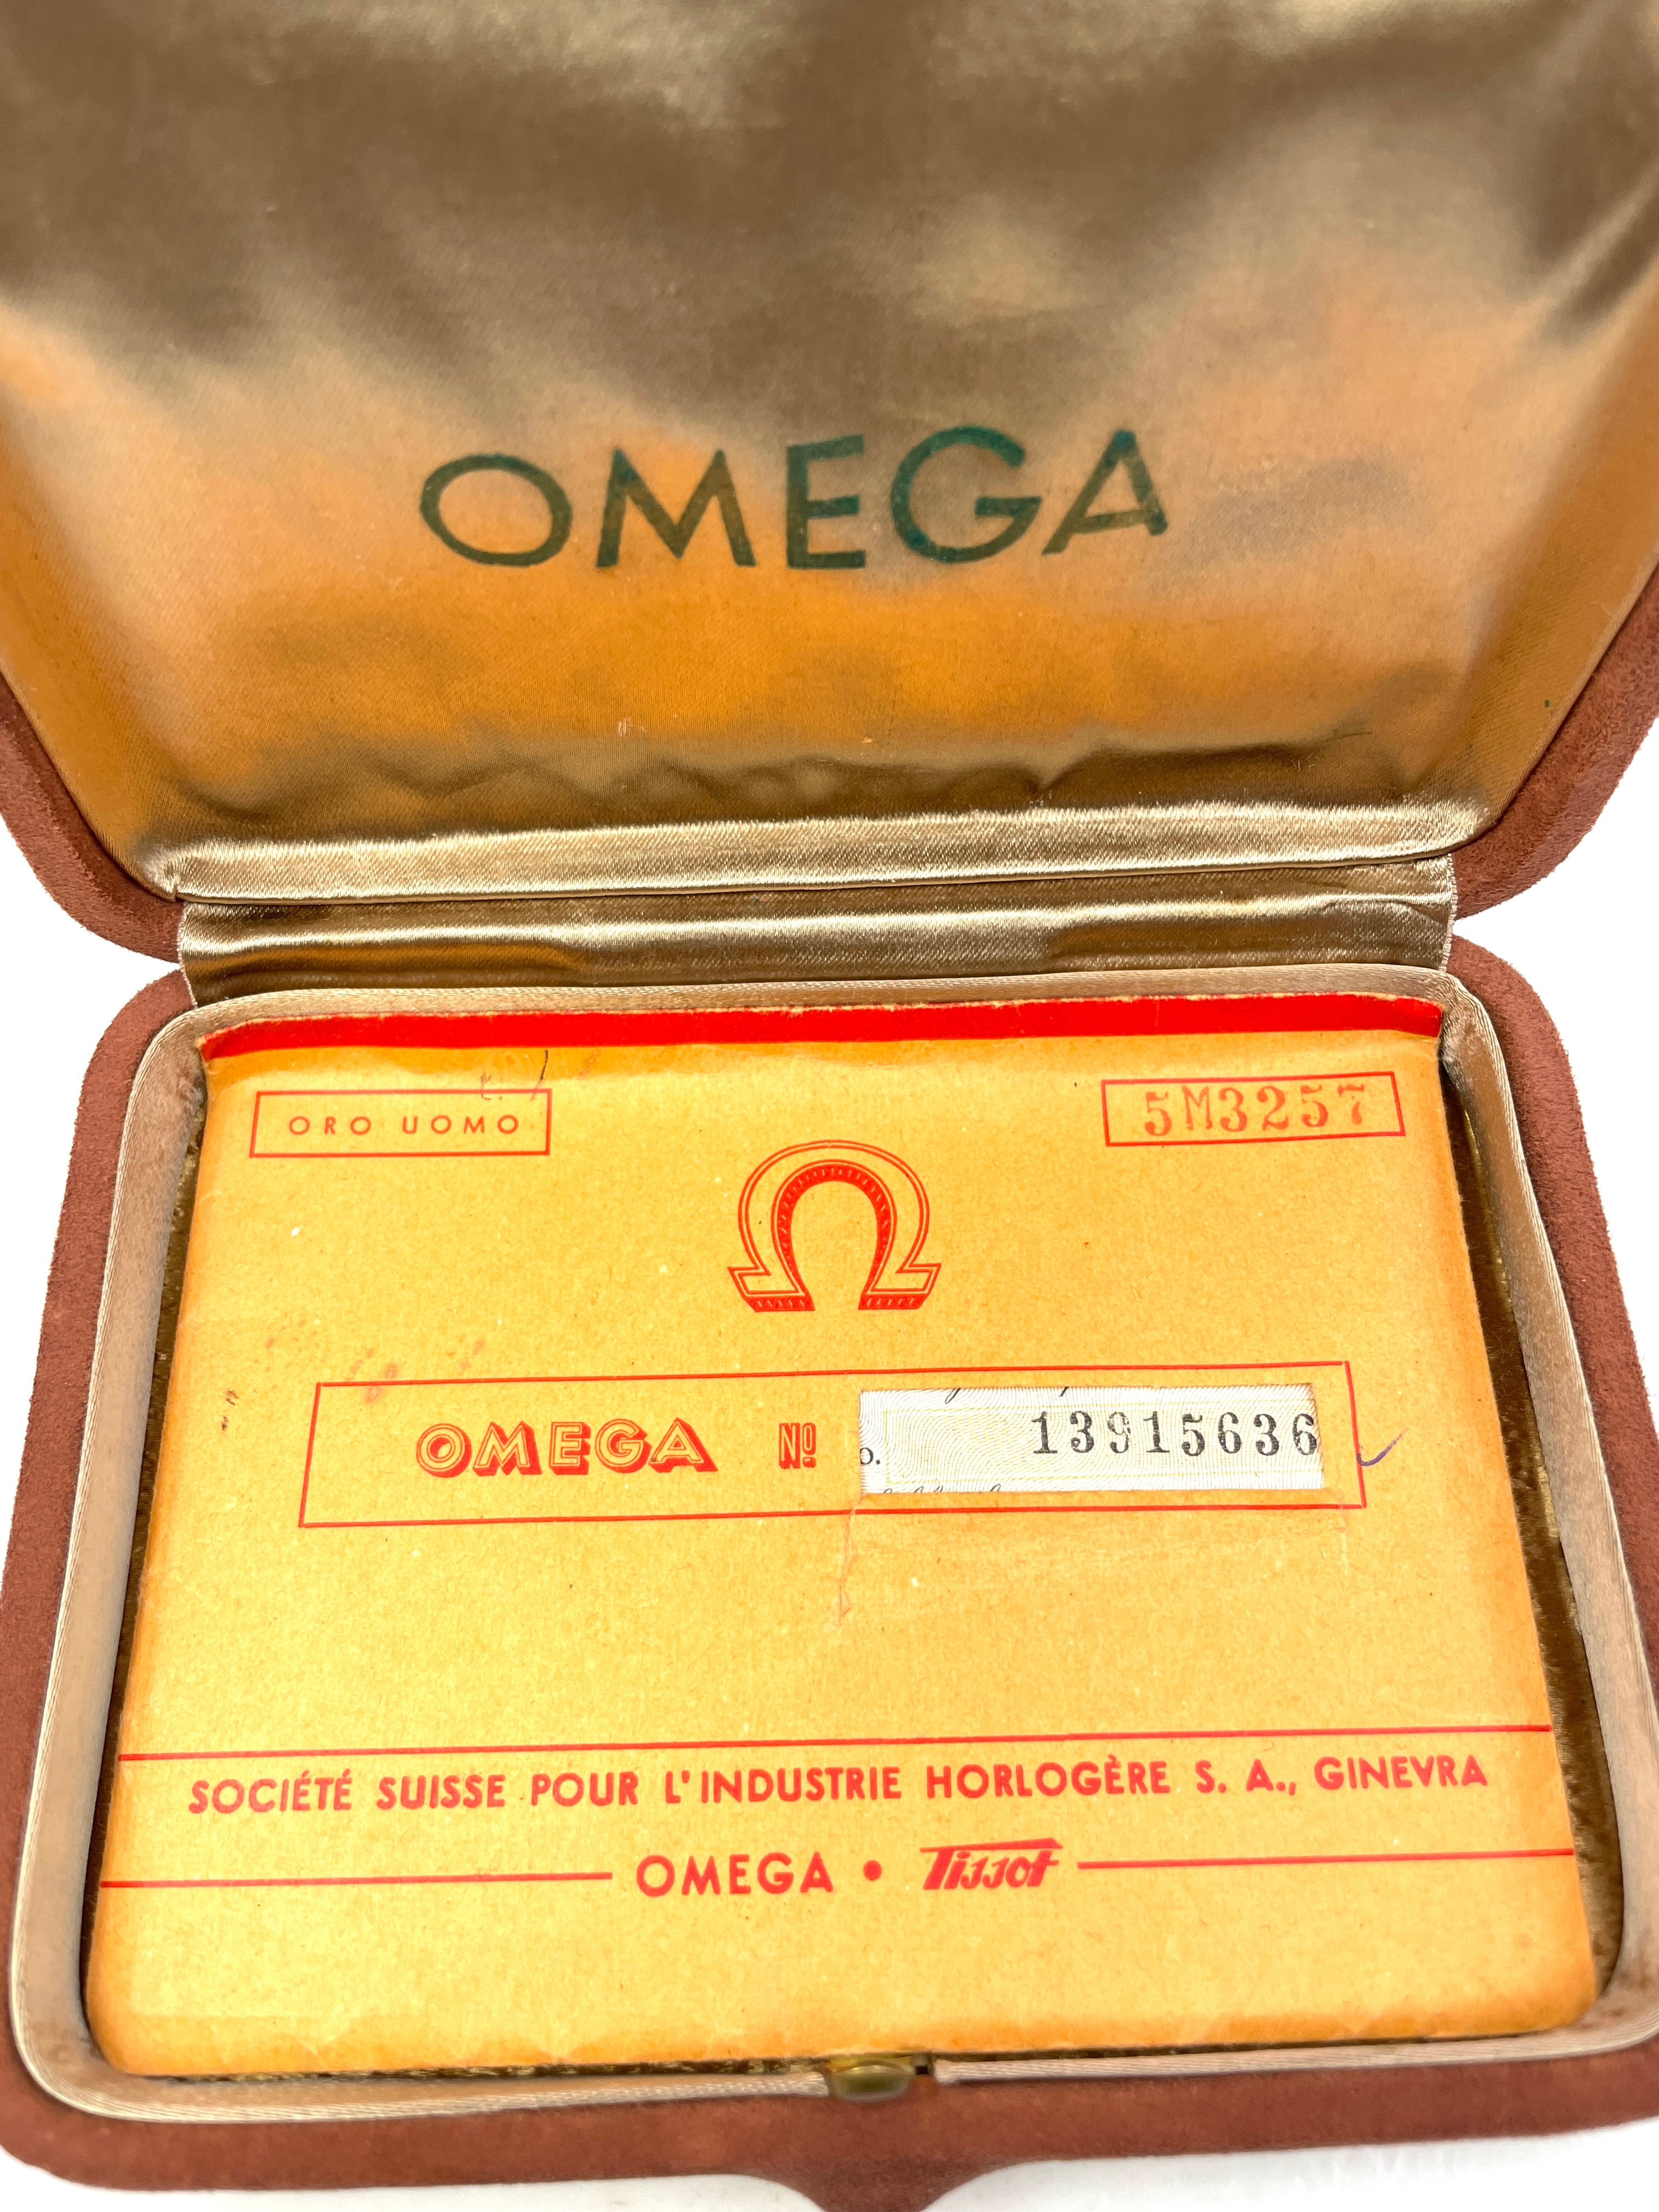 OMEGA
ORO UOMO
5M3257
OMEGA Nº
o. 13915636
SOCIÉTÉ SUISSE POUR L'INDUSTRIE HORLOGÈRE S. A., GINEVRA
OMEGA • Tissot